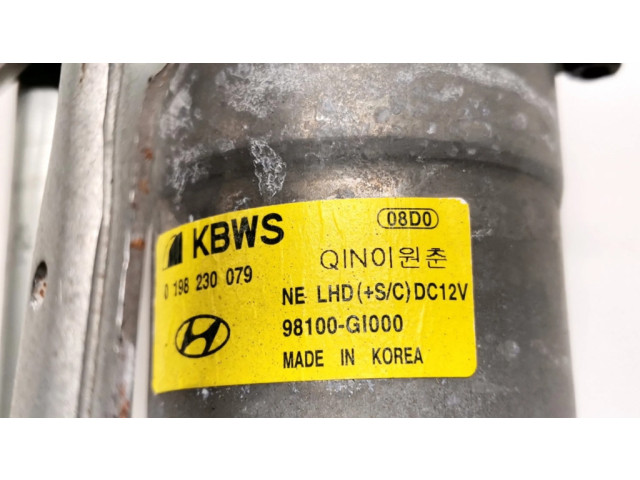 08D0
KBWS
QIN이원춘
0 198 230 079
NE LHD(+S/C)DC12V
98100-GI000
MADE IN KOREA